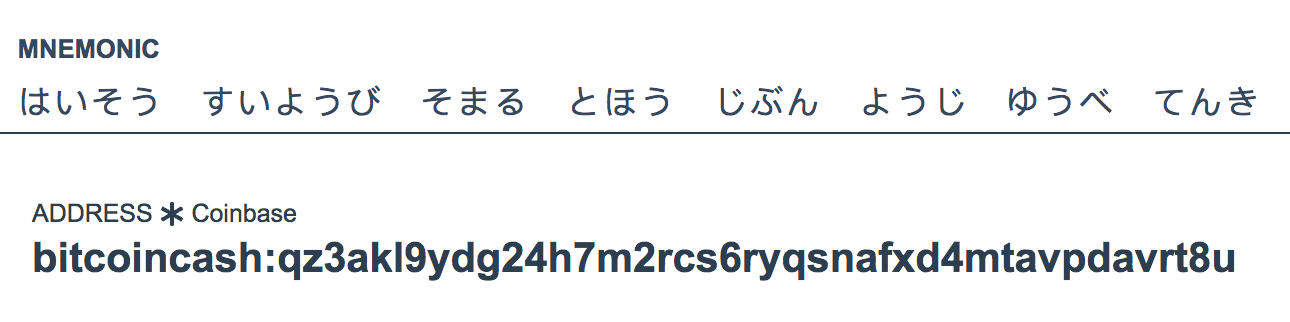 MNEMONIC
はいそう　すいようび　そまる　とほう　じぶん　ようじ　ゆうべ　てんき
ADDRESS * Coinbase
bitcoincash:qz3akl9ydg24h7m2rcs6ryqsnafxd4mtavpdavrt8u